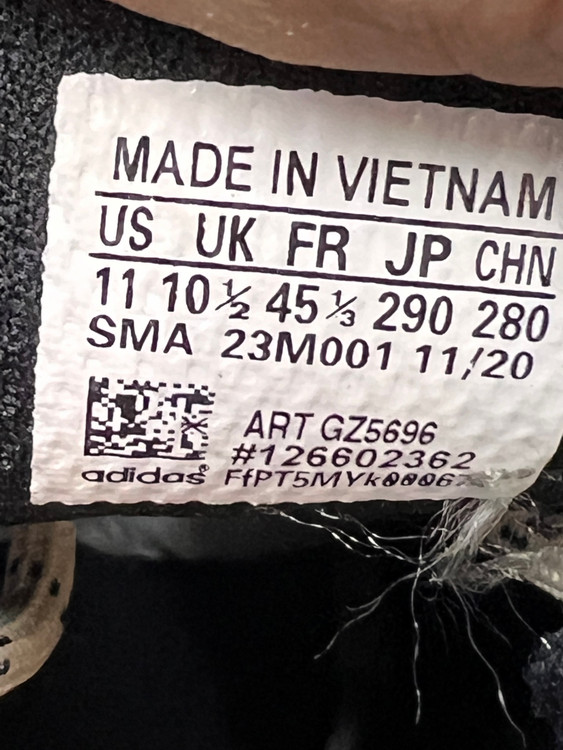 MADE IN VIETNAM
US UK FR JP CHN
11 10½ 45⅓ 290 280
SMA 23M001 11/20
ART GZ5696
#126602362
adidas®